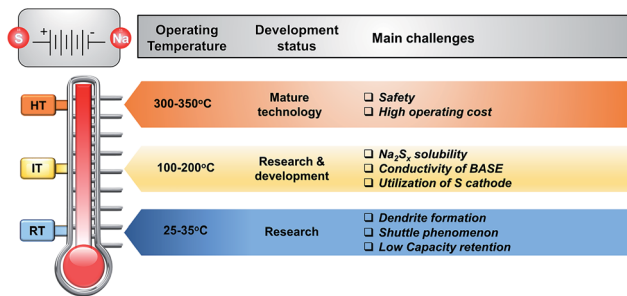 S + - Na
Operating Temperature
Development status
Main challenges
HT
300-350°C
Mature technology
❑ Safety
❑ High operating cost
IT
100-200°C
Research & development
❑ Na₂Sₓ solubility
❑ Conductivity of BASE
❑ Utilization of S cathode
RT
25-35°C
Research
❑ Dendrite formation
❑ Shuttle phenomenon
❑ Low Capacity retention